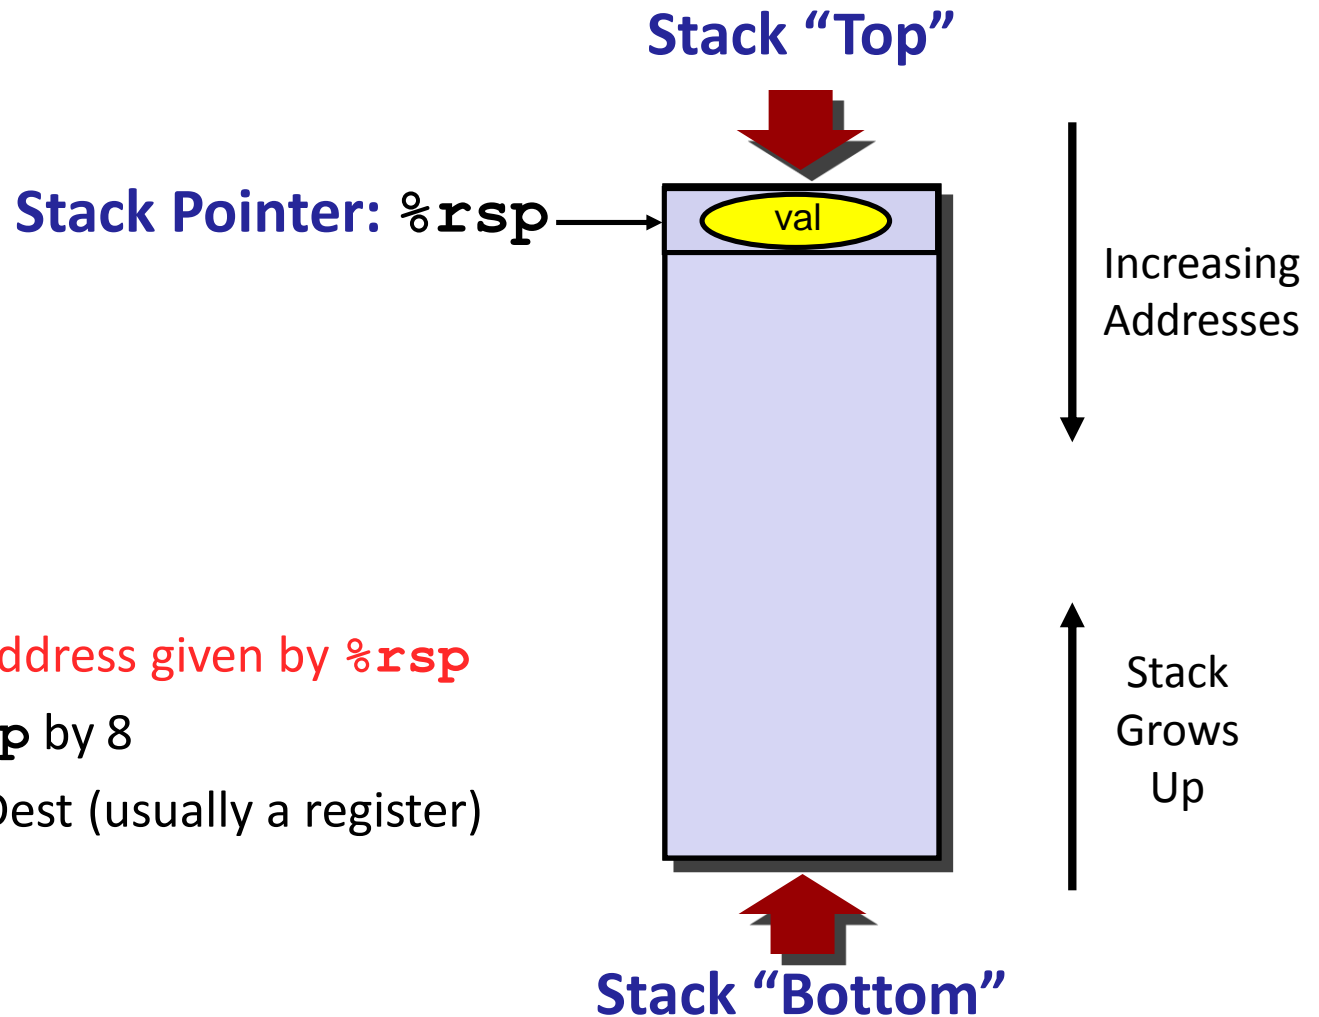 Stack “Top”
Stack Pointer: %rsp
val
Increasing
Addresses
ddress given by %rsp
p by 8
Dest (usually a register)
Stack
Grows
Up
Stack “Bottom”